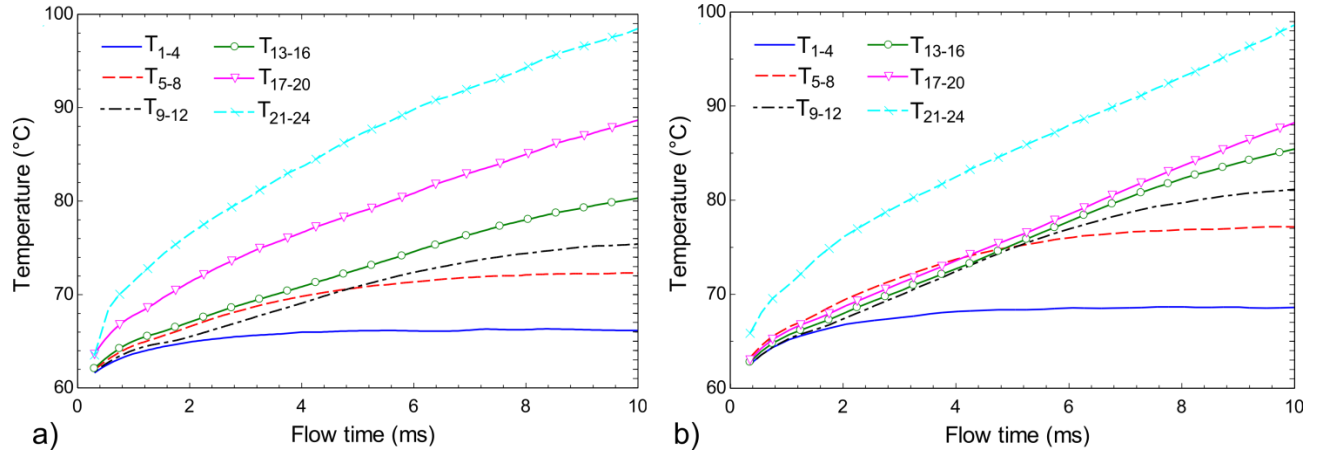 100
90
80
70
60
Temperature (°C)
T1-4
T5-8
T9-12
T13-16
T17-20
T21-24
0 2 4 6 8 10
Flow time (ms)
a)
100
90
80
70
60
Temperature (°C)
T1-4
T5-8
T9-12
T13-16
T17-20
T21-24
0 2 4 6 8 10
Flow time (ms)
b)